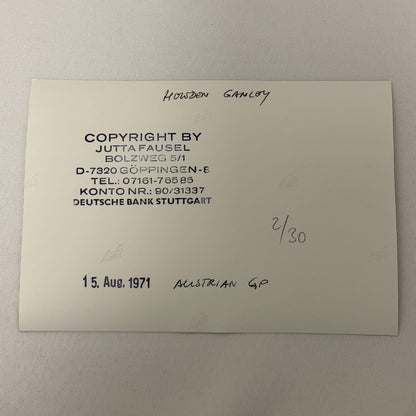 HOWDEN GANLEY
COPYRIGHT BY
JUTTA FAUSEL
BOLZWEG 5/1
D-7320 GÖPPINGEN-8
TEL.: 07161-76585
KONTO NR.: 90/31337
DEUTSCHE BANK STUTTGART
2/30
15. Aug. 1971 AUSTRIAN GP